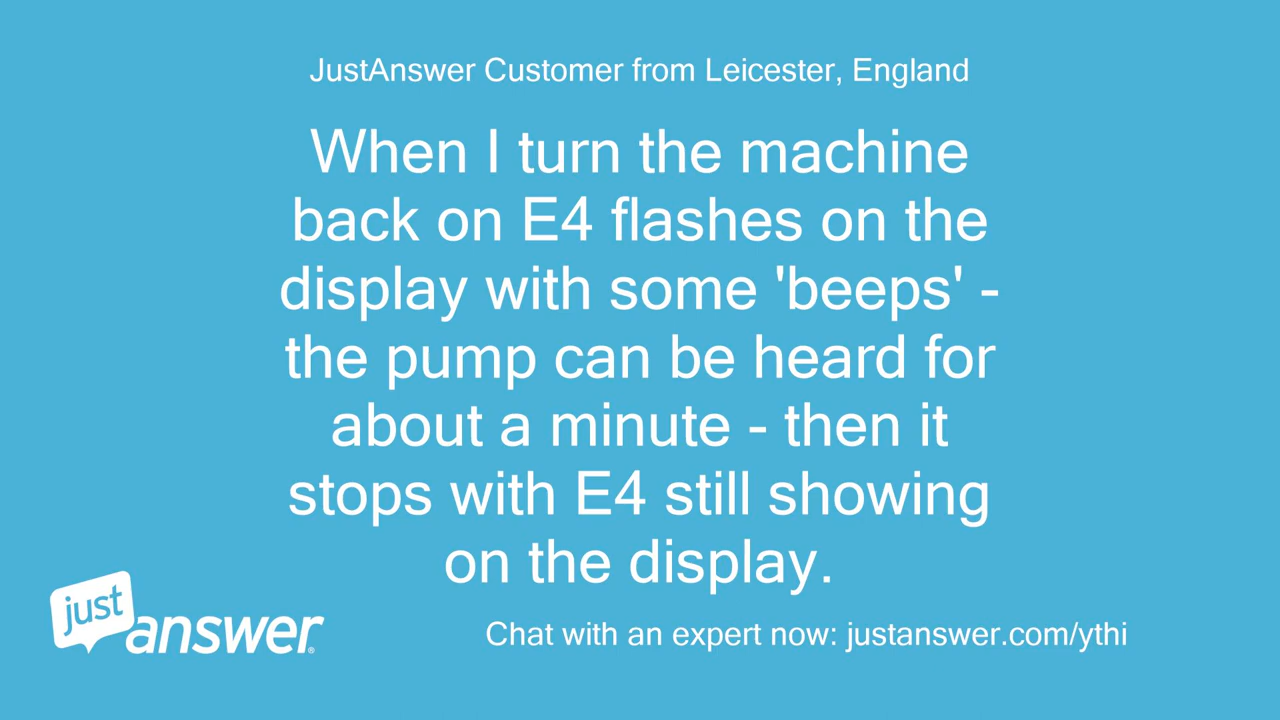 JustAnswer Customer from Leicester, England
When I turn the machine
back on E4 flashes on the
display with some 'beeps' -
the pump can be heard for
about a minute - then it
stops with E4 still showing
on the display.
just
answer®
Chat with an expert now: justanswer.com/ythi